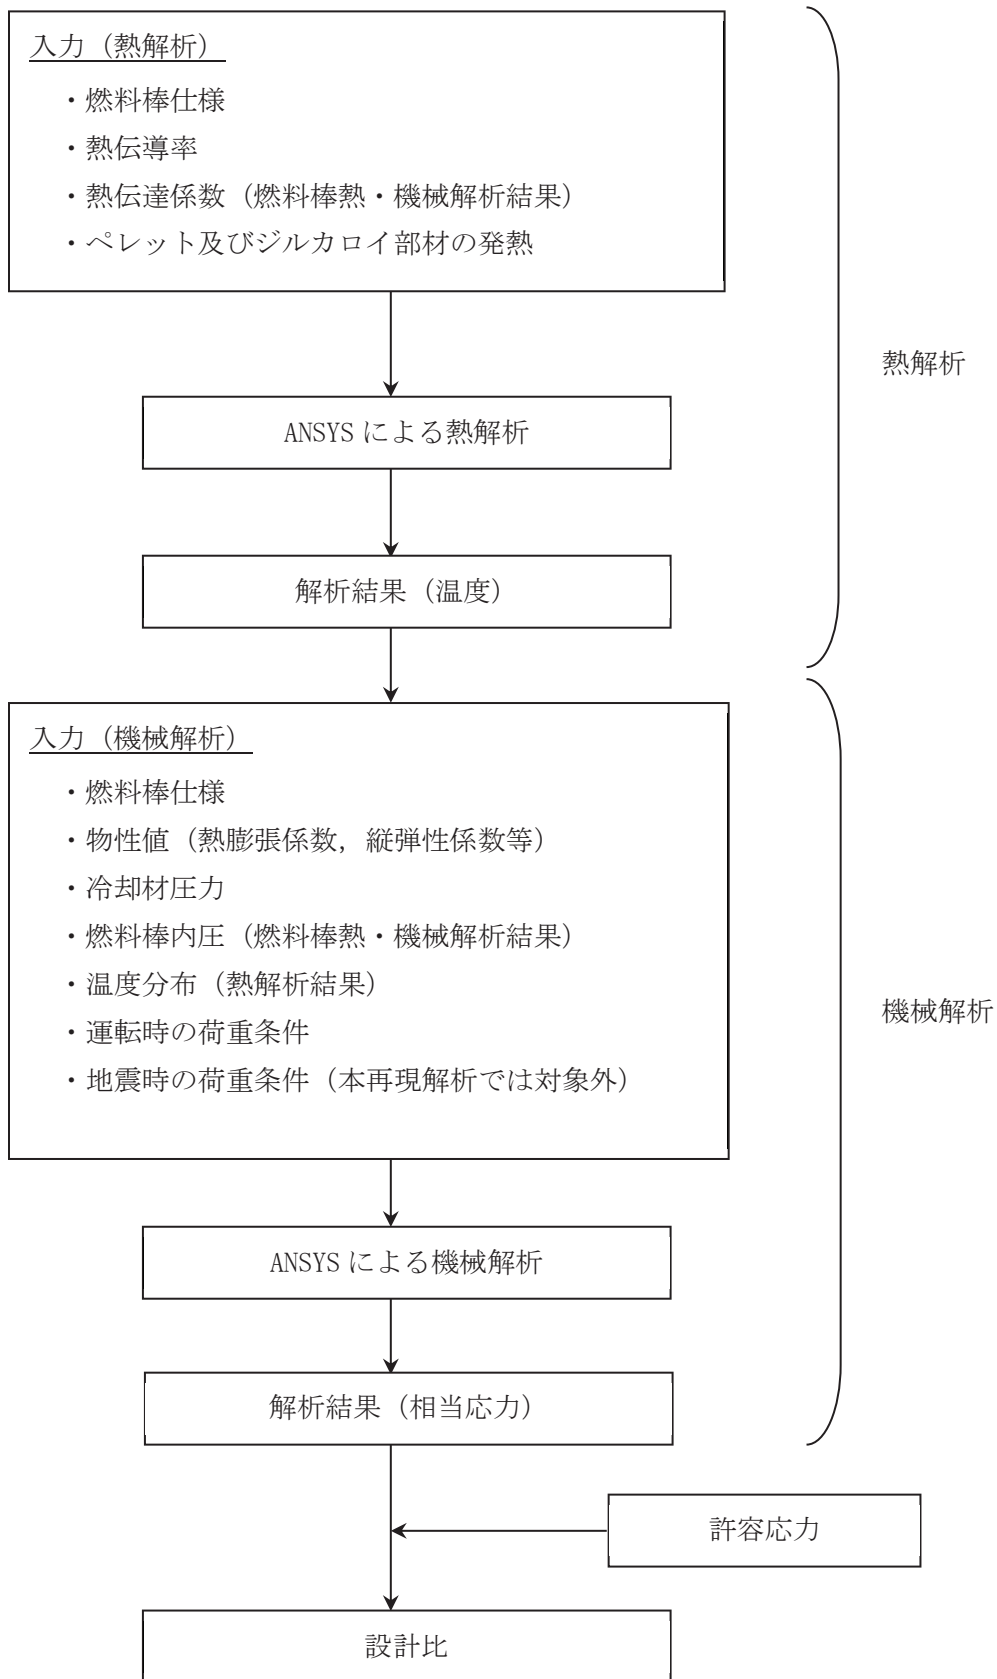 入力（熱解析）
・燃料棒仕様
・熱伝導率
・熱伝達係数（燃料棒熱・機械解析結果）
・ペレット及びジルカロイ部材の発熱
熱解析
ANSYS による熱解析
解析結果（温度）
入力（機械解析）
・燃料棒仕様
・物性値（熱膨張係数，縦弾性係数等）
・冷却材圧力
・燃料棒内圧（燃料棒熱・機械解析結果）
・温度分布（熱解析結果）
・運転時の荷重条件
・地震時の荷重条件（本再現解析では対象外）
機械解析
ANSYS による機械解析
解析結果（相当応力）
許容応力
設計比